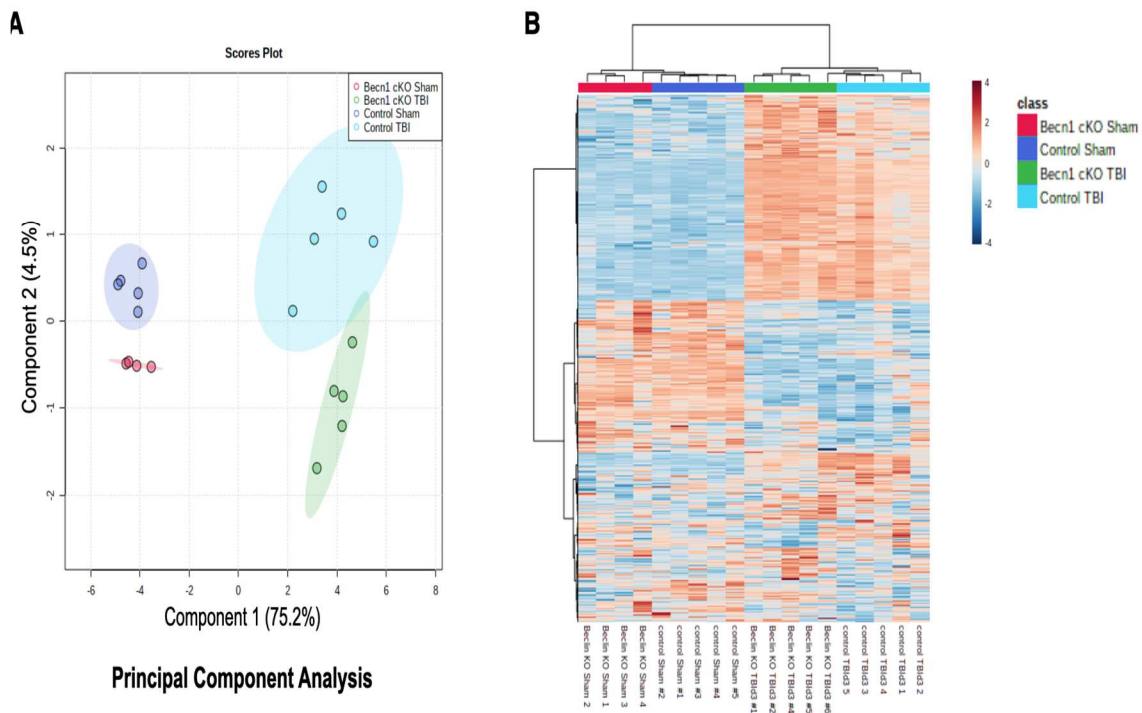 A
B
Scores Plot
Becn1 cKO Sham
Becn1 cKO TBI
Control Sham
Control TBI
Component 2 (4.5%)
2
1
0
-1
-2
-6
-4
-2
0
2
4
6
8
Component 1 (75.2%)
Principal Component Analysis
4
2
0
-2
-4
class
Becn1 cKO Sham
Control Sham
Becn1 cKO TBI
Control TBI
Beclin KO Sham 2
Beclin KO Sham 1
Beclin KO Sham 3
Beclin KO Sham 4
control Sham #2
control Sham #1
control Sham #3
control Sham #4
control Sham #5
Beclin KO TBId3 #1
Beclin KO TBId3 #2
Beclin KO TBId3 #4
Beclin KO TBId3 #5
Beclin KO TBId3 #6
control TBId3 5
control TBId3 3
control TBId3 4
control TBId3 1
control TBId3 2